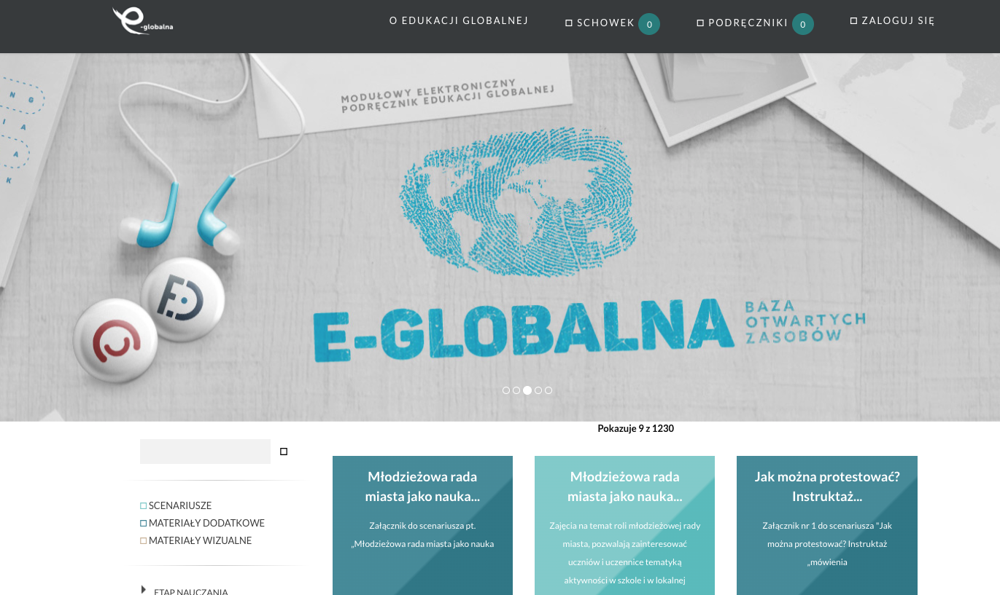 e-globalna
O EDUKACJI GLOBALNEJ
SCHOWEK 0
PODRĘCZNIKI 0
ZALOGUJ SIĘ
N G
I A
A
K
MODUŁOWY ELEKTRONICZNY
PODRĘCZNIK EDUKACJI GLOBALNEJ
E-GLOBALNA
BAZA
OTWARTYCH
ZASOBÓW
Pokazuje 9 z 1230
SCENARIUSZE
MATERIAŁY DODATKOWE
MATERIAŁY WIZUALNE
ETAP NAUCZANIA
Młodzieżowa rada
miasta jako nauka...
Załącznik do scenariusza pt.
„Młodzieżowa rada miasta jako nauka
Młodzieżowa rada
miasta jako nauka...
Zajęcia na temat roli młodzieżowej rady
miasta, pozwalają zainteresować
uczniów i uczennice tematyką
aktywności w szkole i w lokalnej
Jak można protestować?
Instruktaż...
Załącznik nr 1 do scenariusza "Jak
można protestować? Instruktaż
„mówienia